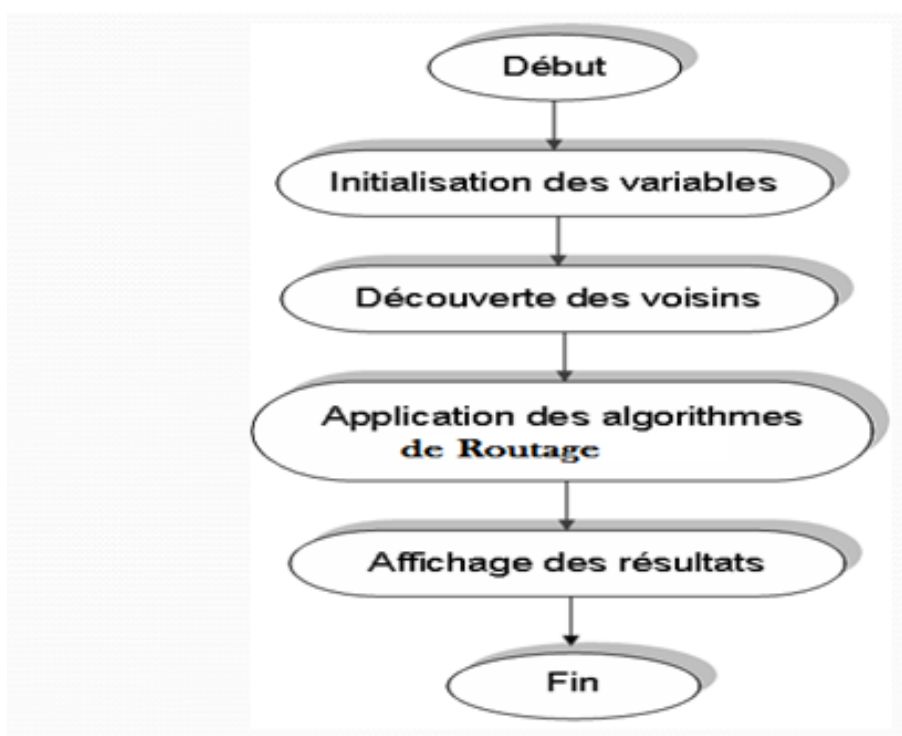 Début
Initialisation des variables
Découverte des voisins
Application des algorithmes
de Routage
Affichage des résultats
Fin